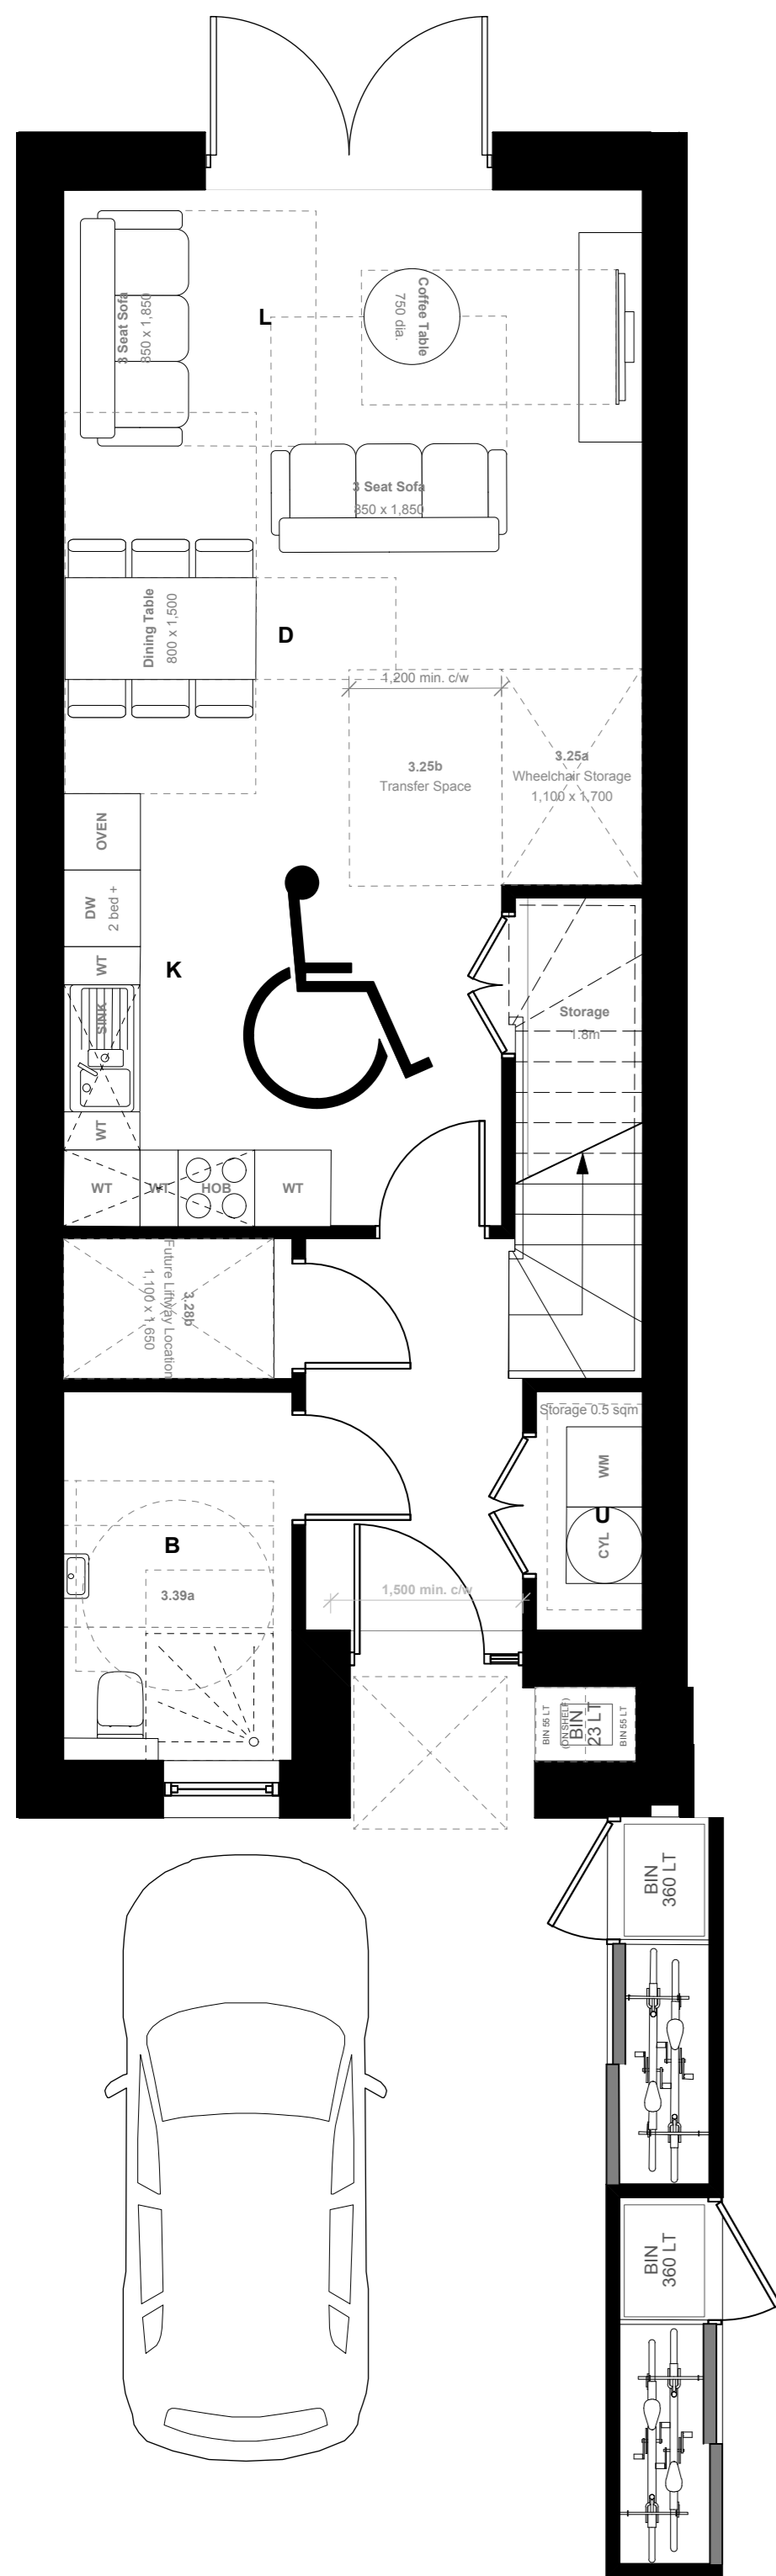 3 Seat Sofa
850 x 1,850
L
Coffee Table
750 dia.
3 Seat Sofa
850 x 1,850
Dining Table
800 x 1,500
D
1,200 min. c/w
3.25b
Transfer Space
3.25a
Wheelchair Storage
1,100 x 1,700
OVEN
DW
2 bed +
WT
K
SINK
WT
WT
WT
HOB
WT
Storage
1.8m
3.28b
Future Liftway Location
1,100 x 1,650
Storage 0.5 sqm
WM
U
CYL
B
3.39a
1,500 min. c/w
BIN 55 LT
(ON SHELF)
BIN
23 LT
BIN 55 LT
BIN
360 LT
BIN
360 LT